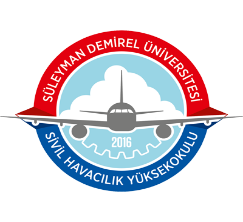 SÜLEYMAN DEMİREL ÜNİVERSİTESİ
2016
SİVİL HAVACILIK YÜKSEKOKULU